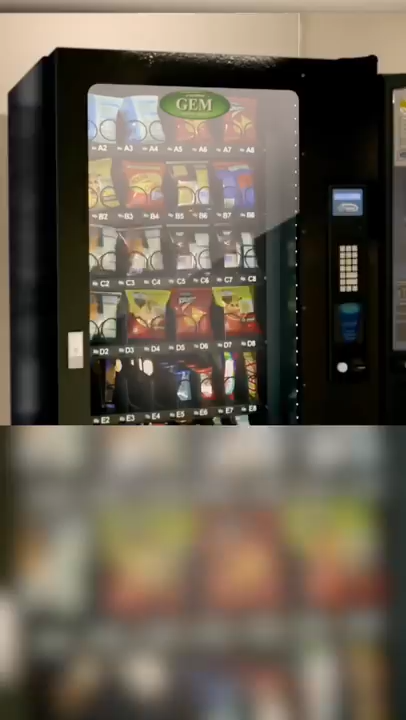 GEM
A2 A3 A4 A5 A6 A7 A8
B2 B3 B4 B5 B6 B7 B8
C2 C3 C4 C5 C6 C7 C8
D2 D3 D4 D5 D6 D7 D8
E2 E3 E4 E5 E6 E7 E8